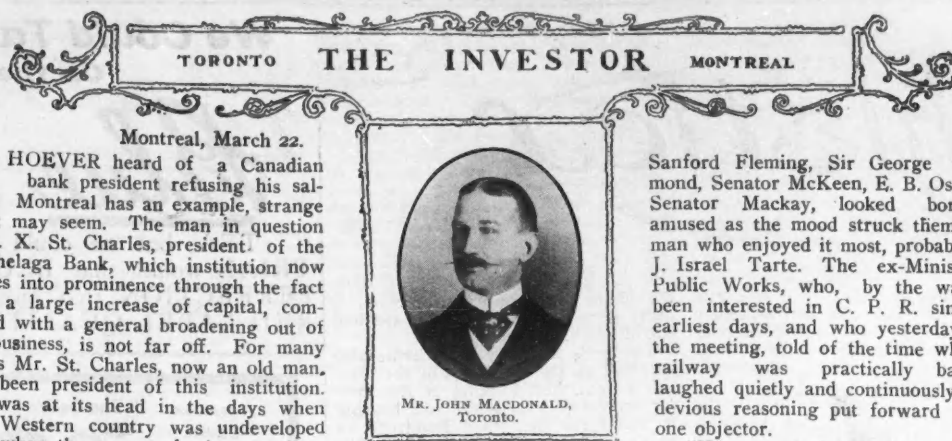 TORONTO THE INVESTOR MONTREAL
Montreal, March 22.
HOEVER heard of a Canadian
bank president refusing his sal-
Montreal has an example, strange
may seem. The man in question
X. St. Charles, president of the
elaga Bank, which institution now
es into prominence through the fact
a large increase of capital, com-
d with a general broadening out of
business, is not far off. For many
s Mr. St. Charles, now an old man,
been president of this institution.
was at its head in the days when
Western country was undeveloped
MR. JOHN MACDONALD,
Toronto.
Sanford Fleming, Sir George
mond, Senator McKeen, E. B. Os
Senator Mackay, looked bor
amused as the mood struck them
man who enjoyed it most, probab
J. Israel Tarte. The ex-Minis
Public Works, who, by the wa
been interested in C. P. R. sin
earliest days, and who yesterda
the meeting, told of the time wh
railway was practically ba
laughed quietly and continuously
devious reasoning put forward
one objector.